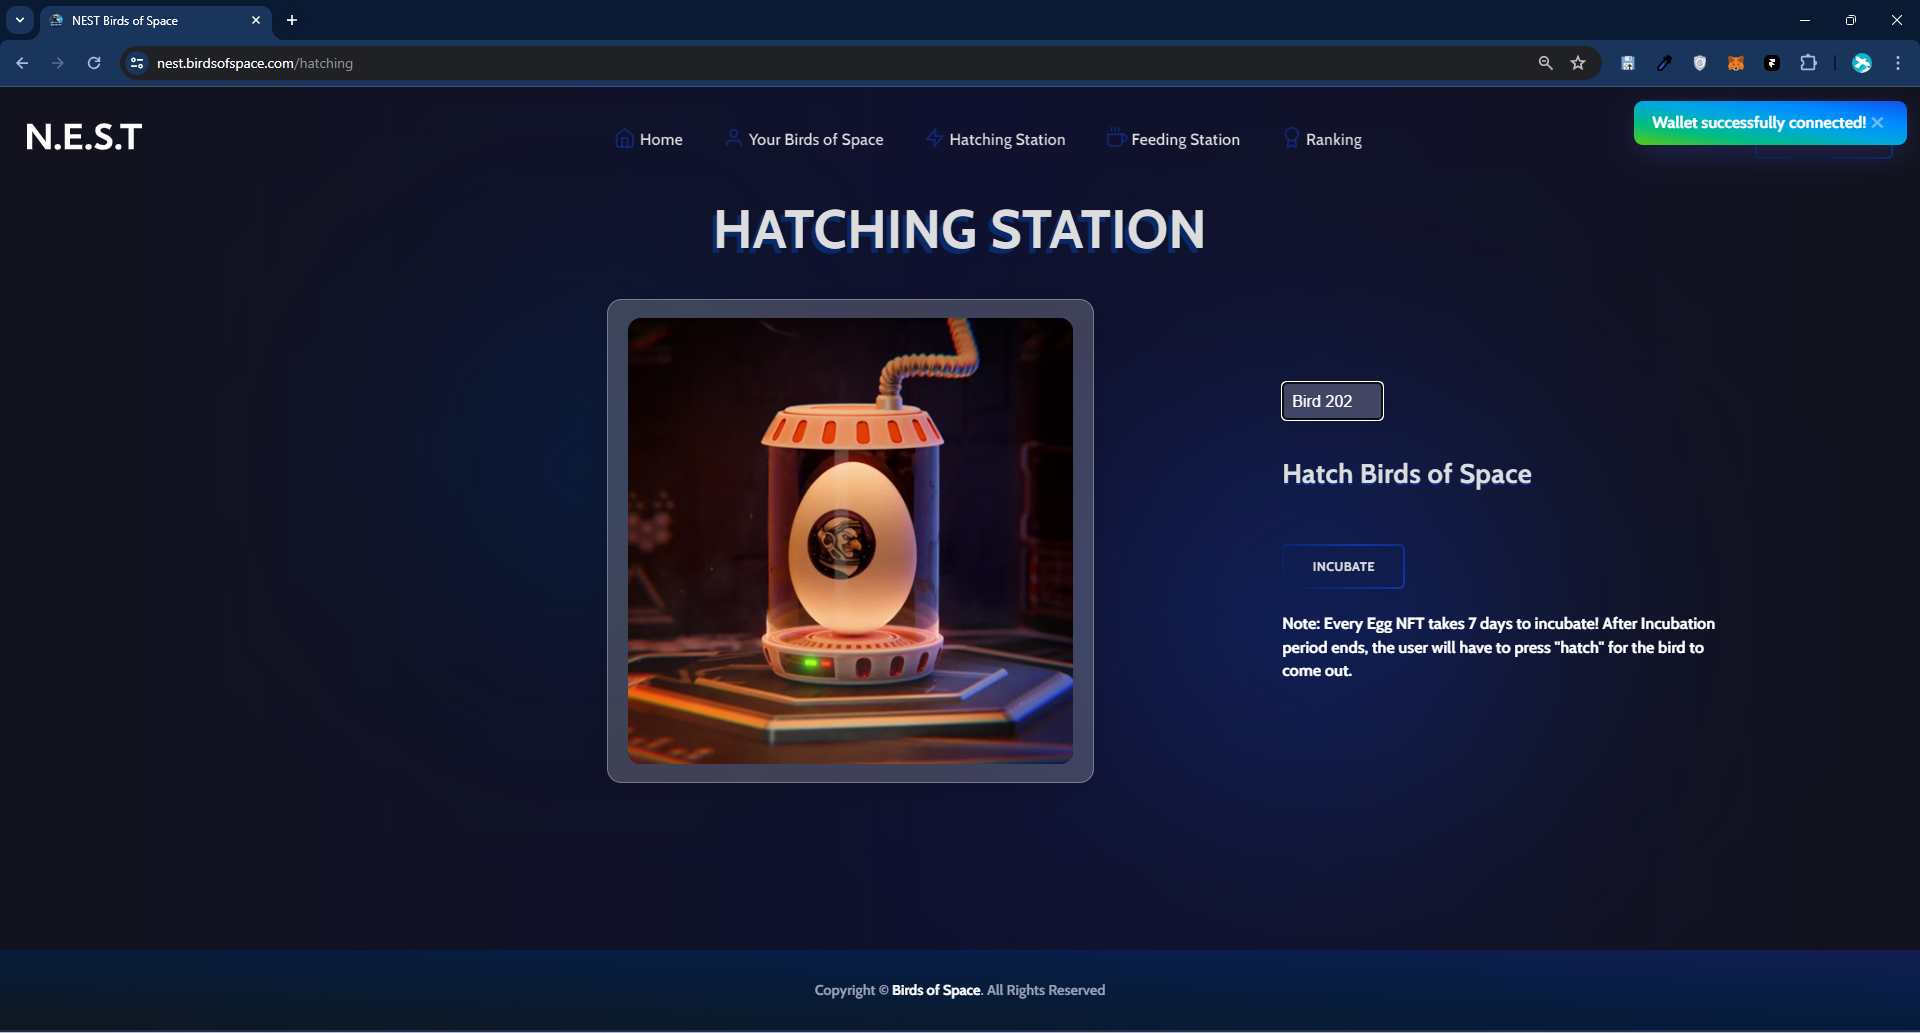 NEST Birds of Space
nest.birdsofspace.com/hatching
N.E.S.T
Home
Your Birds of Space
Hatching Station
Feeding Station
Ranking
Wallet successfully connected!
HATCHING STATION
Bird 202
Hatch Birds of Space
INCUBATE
Note: Every Egg NFT takes 7 days to incubate! After Incubation
period ends, the user will have to press "hatch" for the bird to
come out.
Copyright © Birds of Space. All Rights Reserved